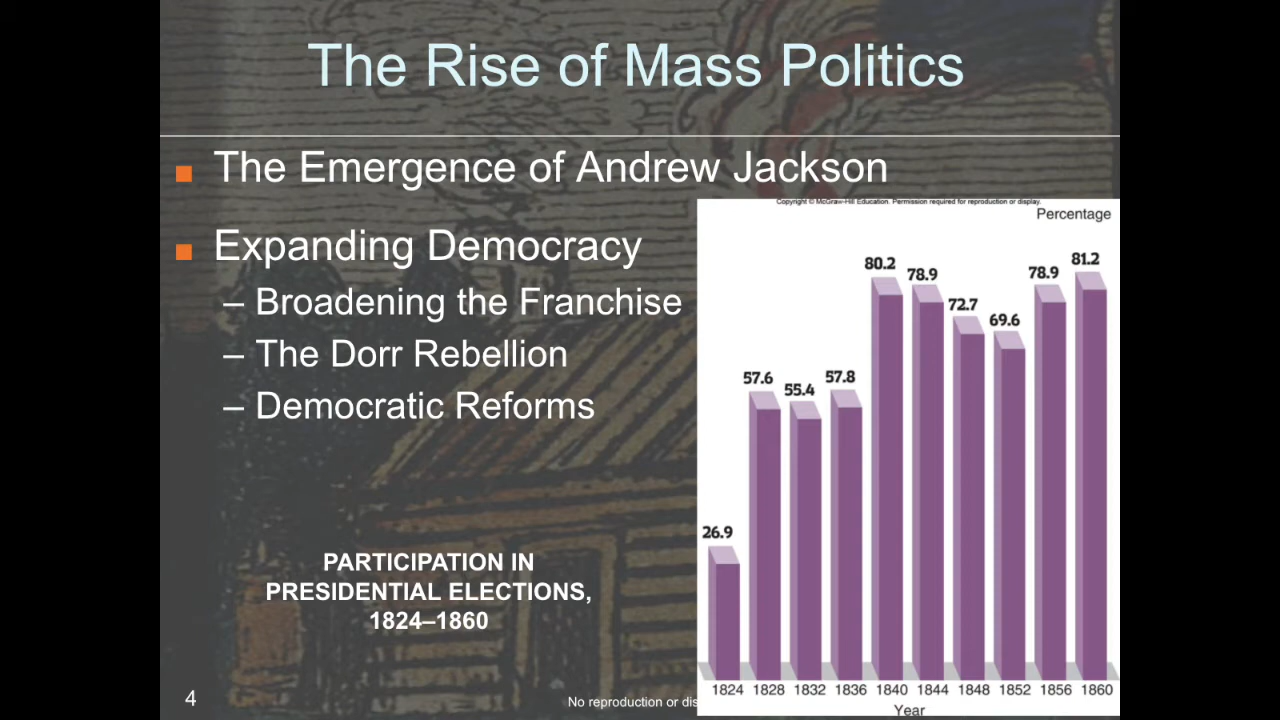 The Rise of Mass Politics
The Emergence of Andrew Jackson
Expanding Democracy
– Broadening the Franchise
– The Dorr Rebellion
– Democratic Reforms
PARTICIPATION IN
PRESIDENTIAL ELECTIONS,
1824–1860
Copyright © McGraw-Hill Education. Permission required for reproduction or display.
Percentage
26.9
57.6
55.4
57.8
80.2
78.9
72.7
69.6
78.9
81.2
1824 1828 1832 1836 1840 1844 1848 1852 1856 1860
Year
4
No reproduction or